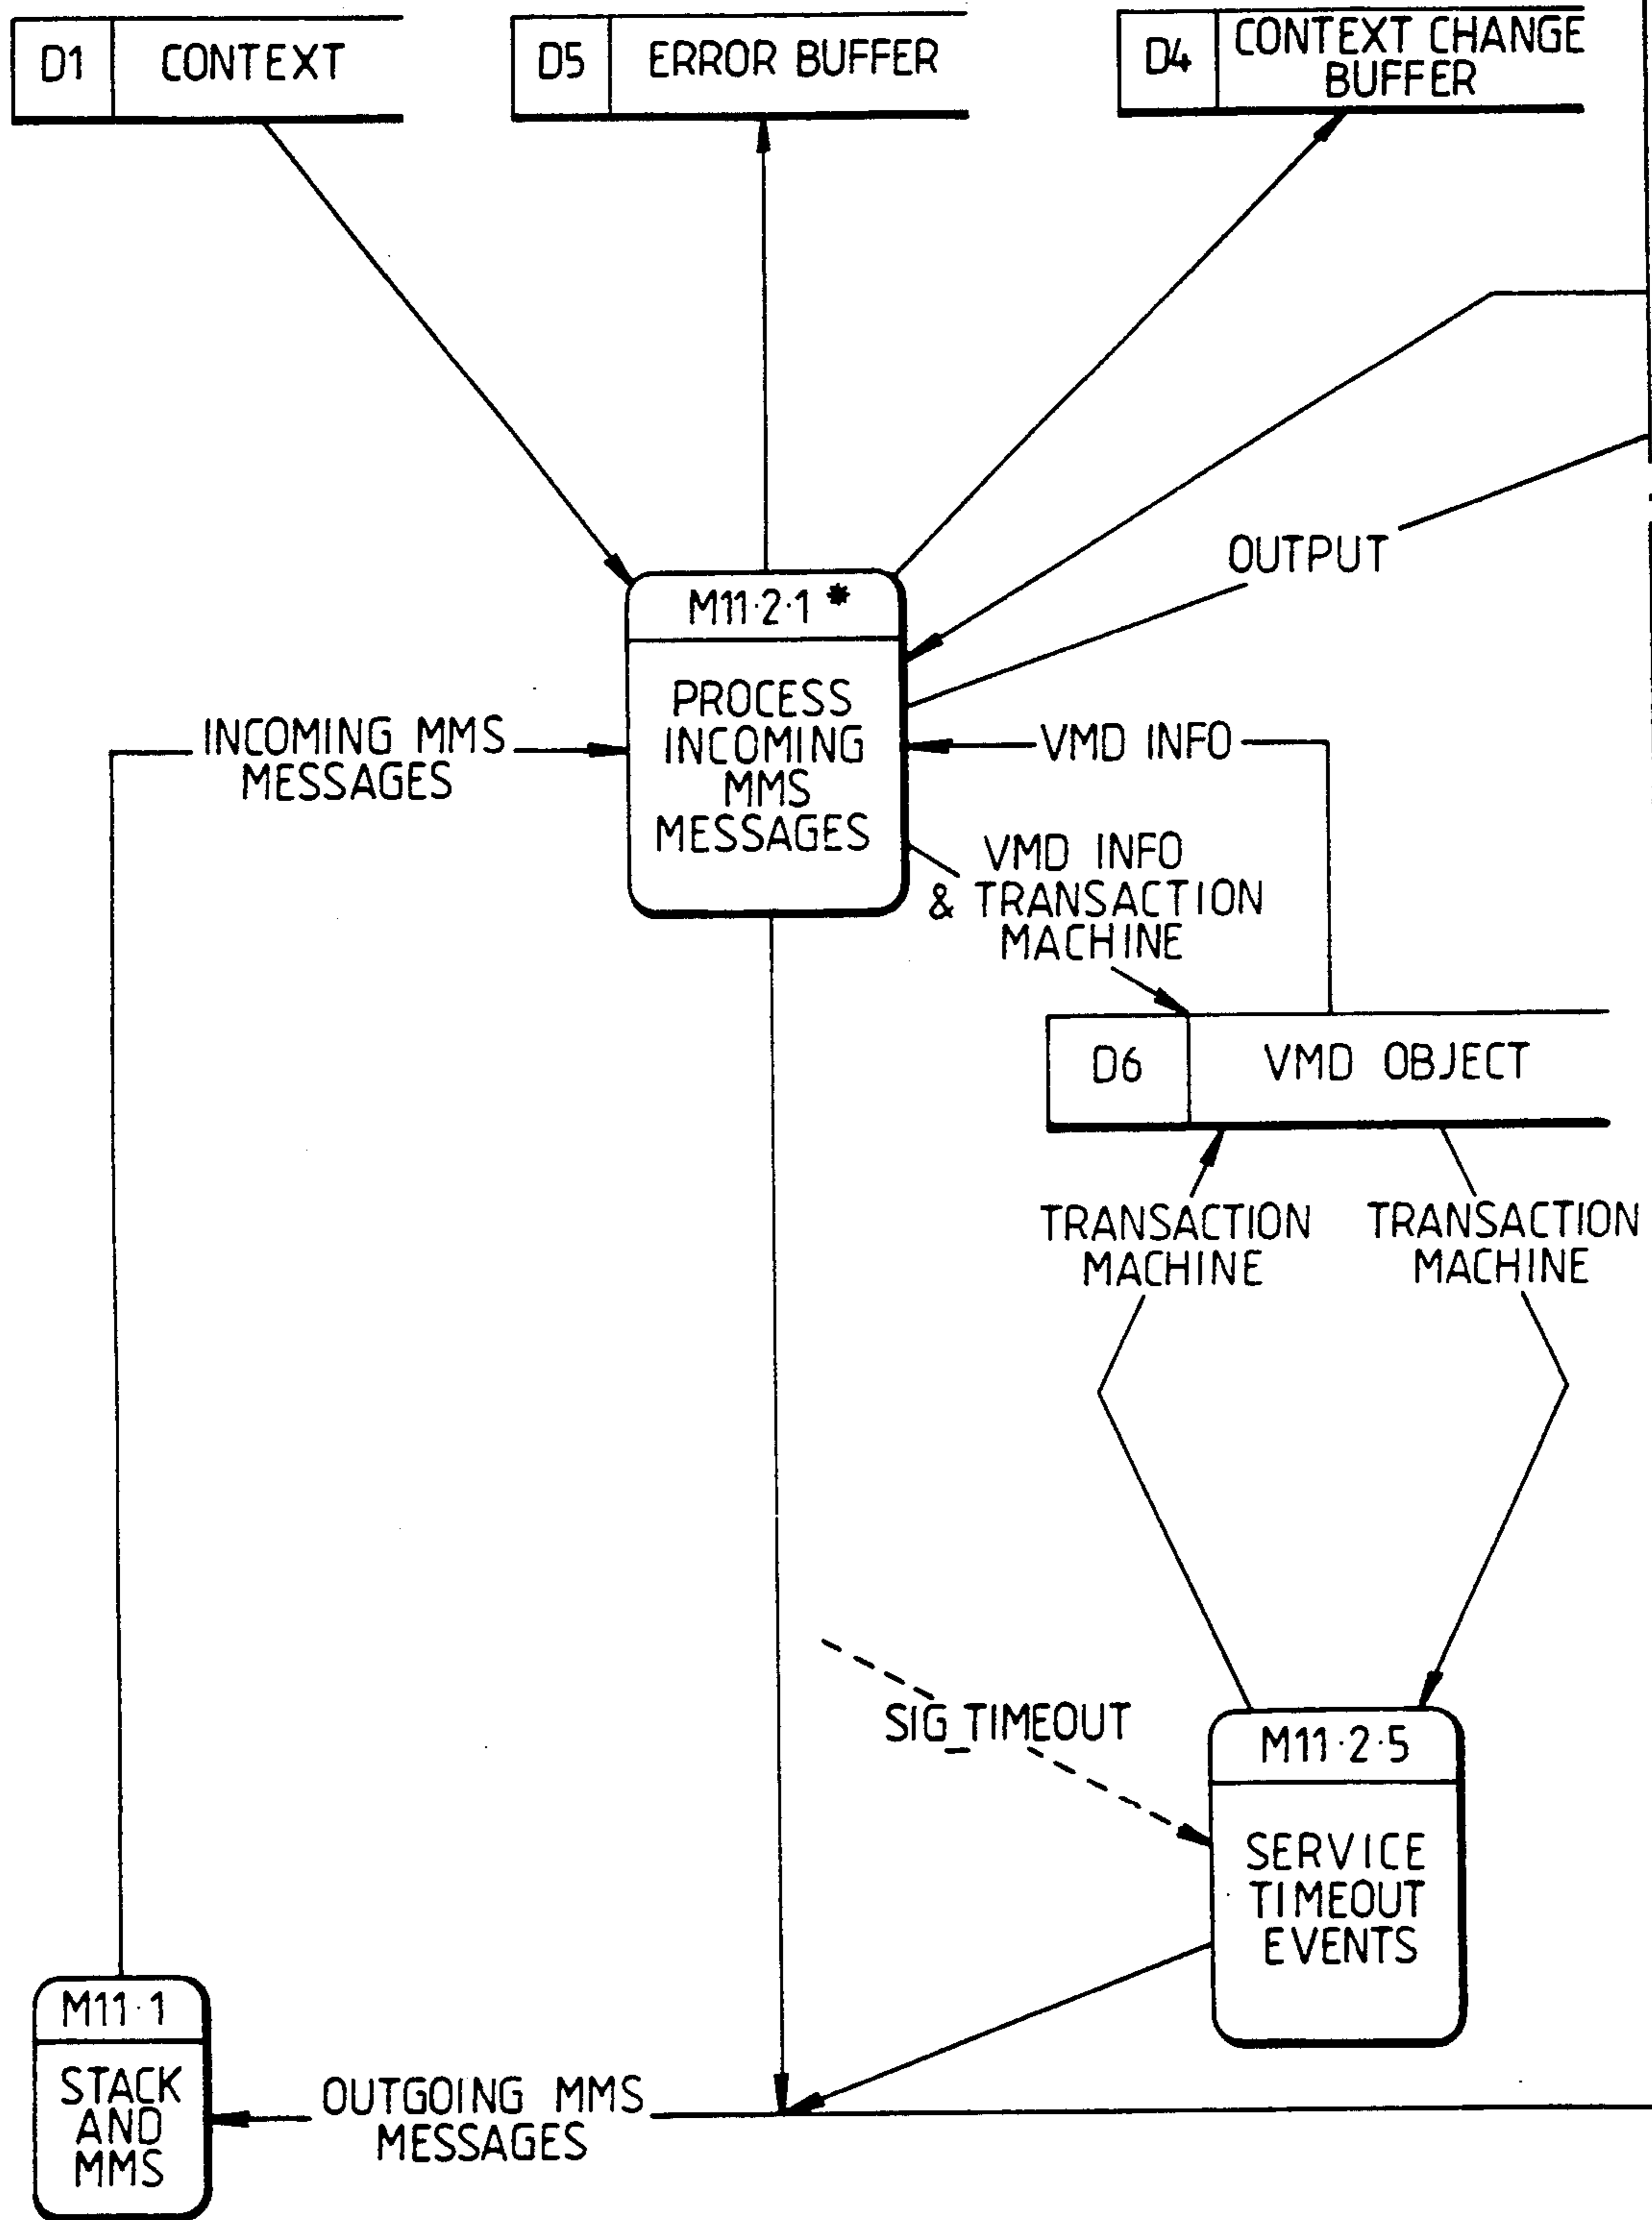 D1 CONTEXT
D5 ERROR BUFFER
D4 CONTEXT CHANGE
BUFFER
OUTPUT
M11·2·1 *
PROCESS
INCOMING
MMS
MESSAGES
INCOMING MMS
MESSAGES
VMD INFO
VMD INFO
& TRANSACTION
MACHINE
D6 VMD OBJECT
TRANSACTION
MACHINE
TRANSACTION
MACHINE
SIG_TIMEOUT
M11·2·5
SERVICE
TIMEOUT
EVENTS
M11·1
STACK
AND
MMS
OUTGOING MMS
MESSAGES